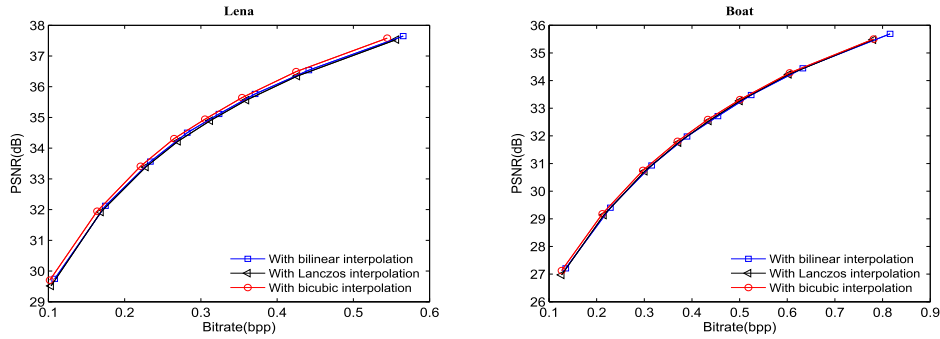 Lena
38
37
36
35
34
33
32
31
30
29
PSNR(dB)
0.1 0.2 0.3 0.4 0.5 0.6
Bitrate(bpp)
With bilinear interpolation
With Lanczos interpolation
With bicubic interpolation
Boat
36
35
34
33
32
31
30
29
28
27
26
PSNR(dB)
0.1 0.2 0.3 0.4 0.5 0.6 0.7 0.8 0.9
Bitrate(bpp)
With bilinear interpolation
With Lanczos interpolation
With bicubic interpolation